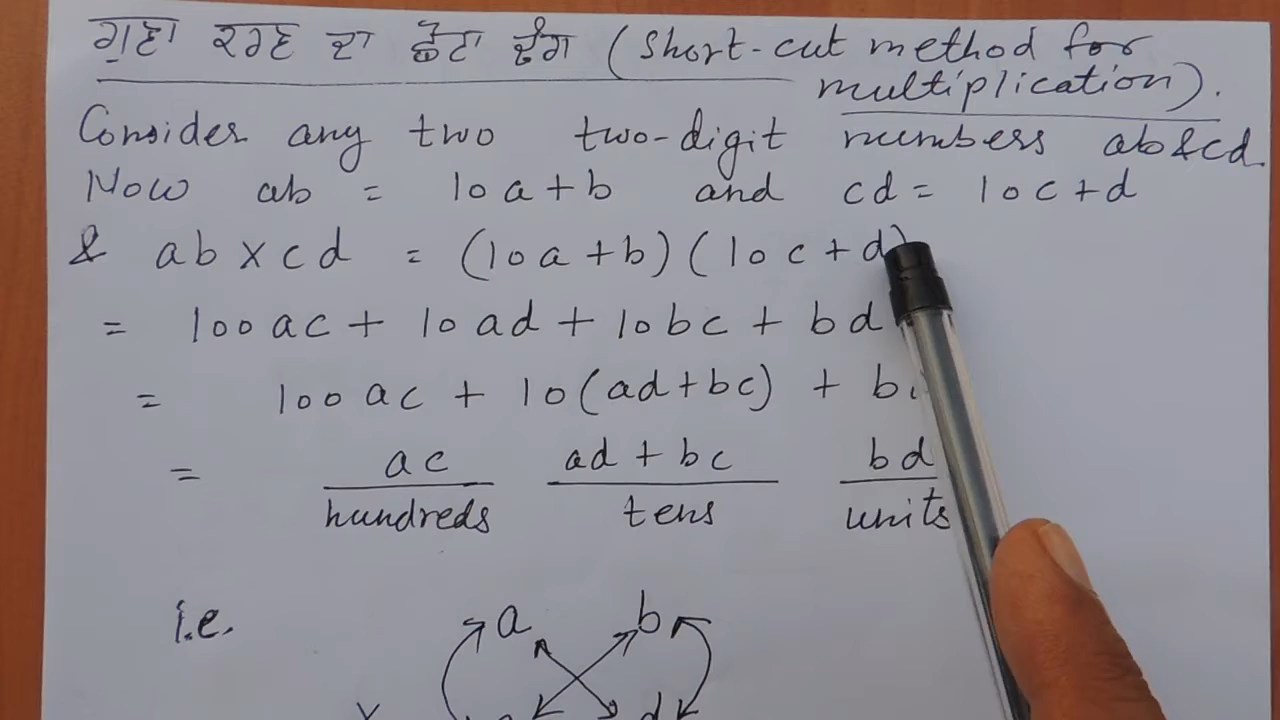 ਗੁਣਾ ਕਰਣ ਦਾ ਛੋਟਾ ਢੰਗ (short-cut method for
multiplication).
Consider any two two-digit numbers ab & cd.
Now ab = 10a + b and cd = 10c + d
& ab x cd = (10a + b) (10c + d)
= 100ac + 10ad + 10bc + bd
= 100ac + 10(ad + bc) + b
= ac ad + bc bd
hundreds tens units
i.e. a b
x d